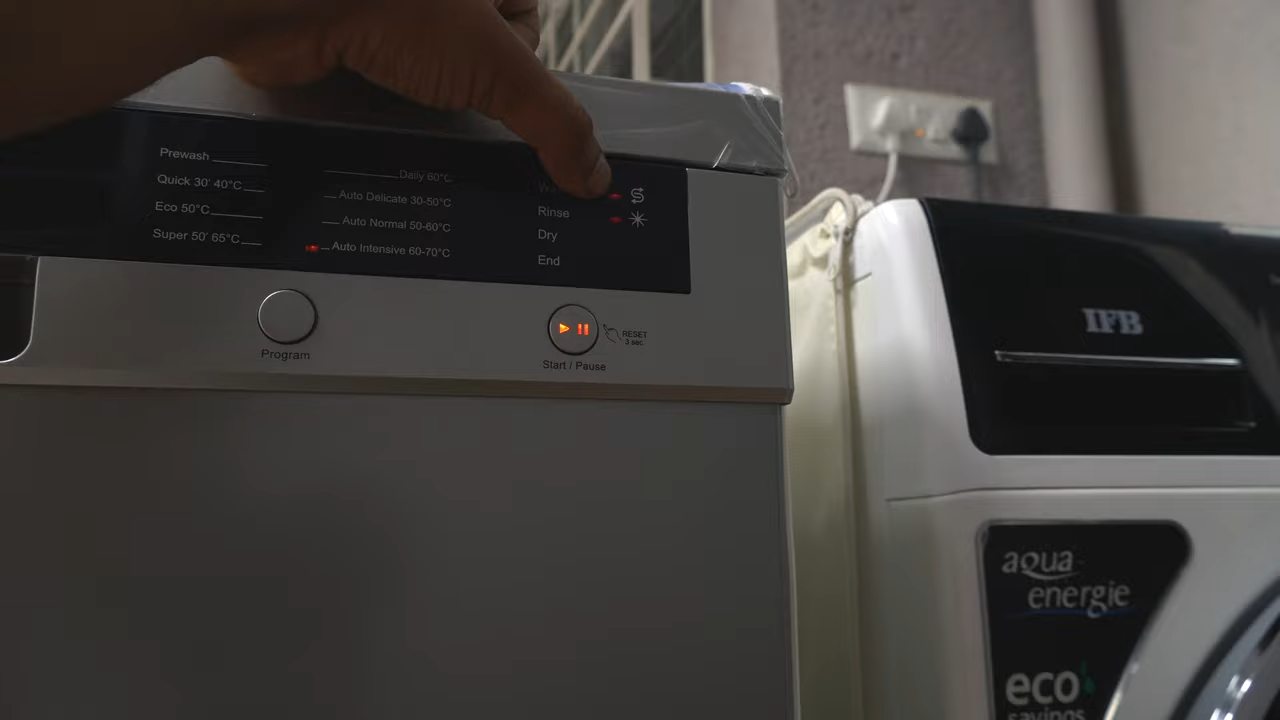 Prewash
Quick 30' 40°C
Eco 50°C
Super 50' 65°C
Daily 60°C
Auto Delicate 30-50°C
Auto Normal 50-60°C
Auto Intensive 60-70°C
Rinse
Dry
End
Program
Start / Pause
RESET
3 sec.
IFB
aqua
energie
eco
savings